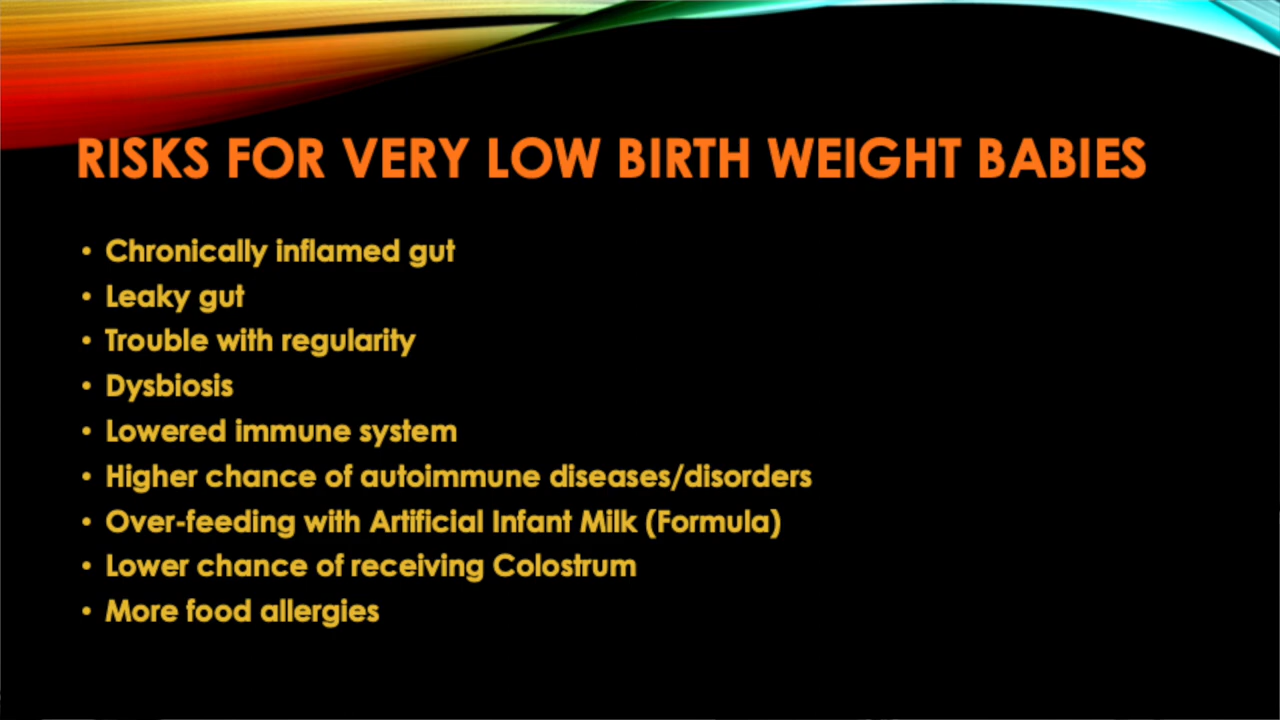 RISKS FOR VERY LOW BIRTH WEIGHT BABIES
• Chronically inflamed gut
• Leaky gut
• Trouble with regularity
• Dysbiosis
• Lowered immune system
• Higher chance of autoimmune diseases/disorders
• Over-feeding with Artificial Infant Milk (Formula)
• Lower chance of receiving Colostrum
• More food allergies